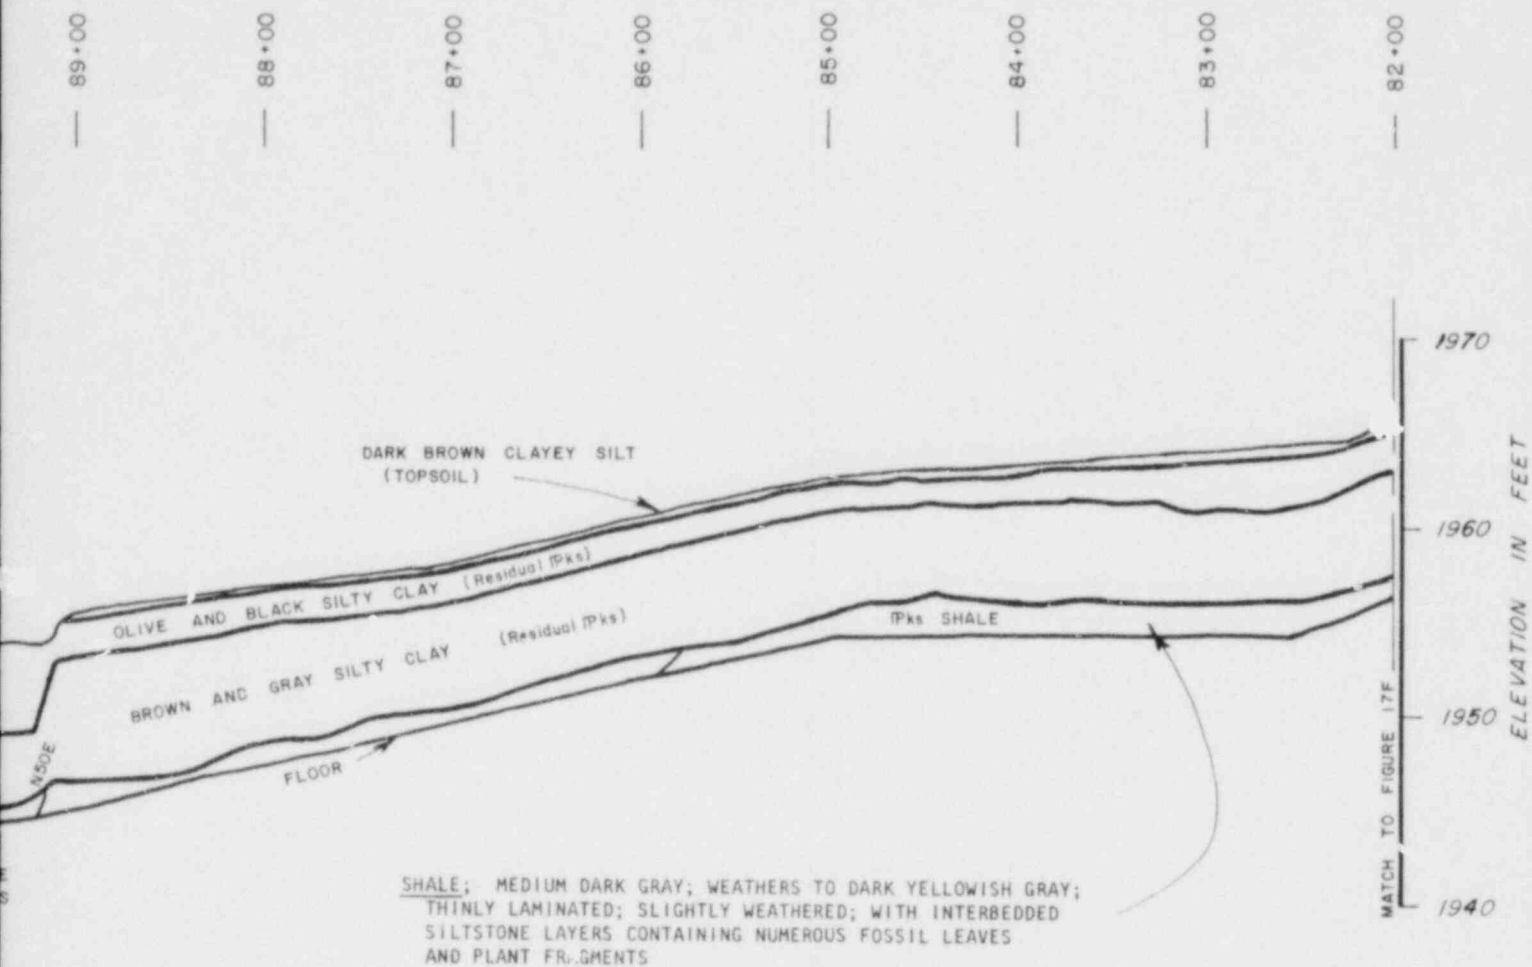 89+00
88+00
87+00
86+00
85+00
84+00
83+00
82+00
1970
DARK BROWN CLAYEY SILT
(TOPSOIL)
ELEVATION IN FEET
1960
OLIVE AND BLACK SILTY CLAY (Residual IPks)
BROWN AND GRAY SILTY CLAY (Residual IPks)
IPks SHALE
1950
N50E
FLOOR
MATCH TO FIGURE 17F
1940
E
S
SHALE; MEDIUM DARK GRAY; WEATHERS TO DARK YELLOWISH GRAY;
THINLY LAMINATED; SLIGHTLY WEATHERED; WITH INTERBEDDED
SILTSTONE LAYERS CONTAINING NUMEROUS FOSSIL LEAVES
AND PLANT